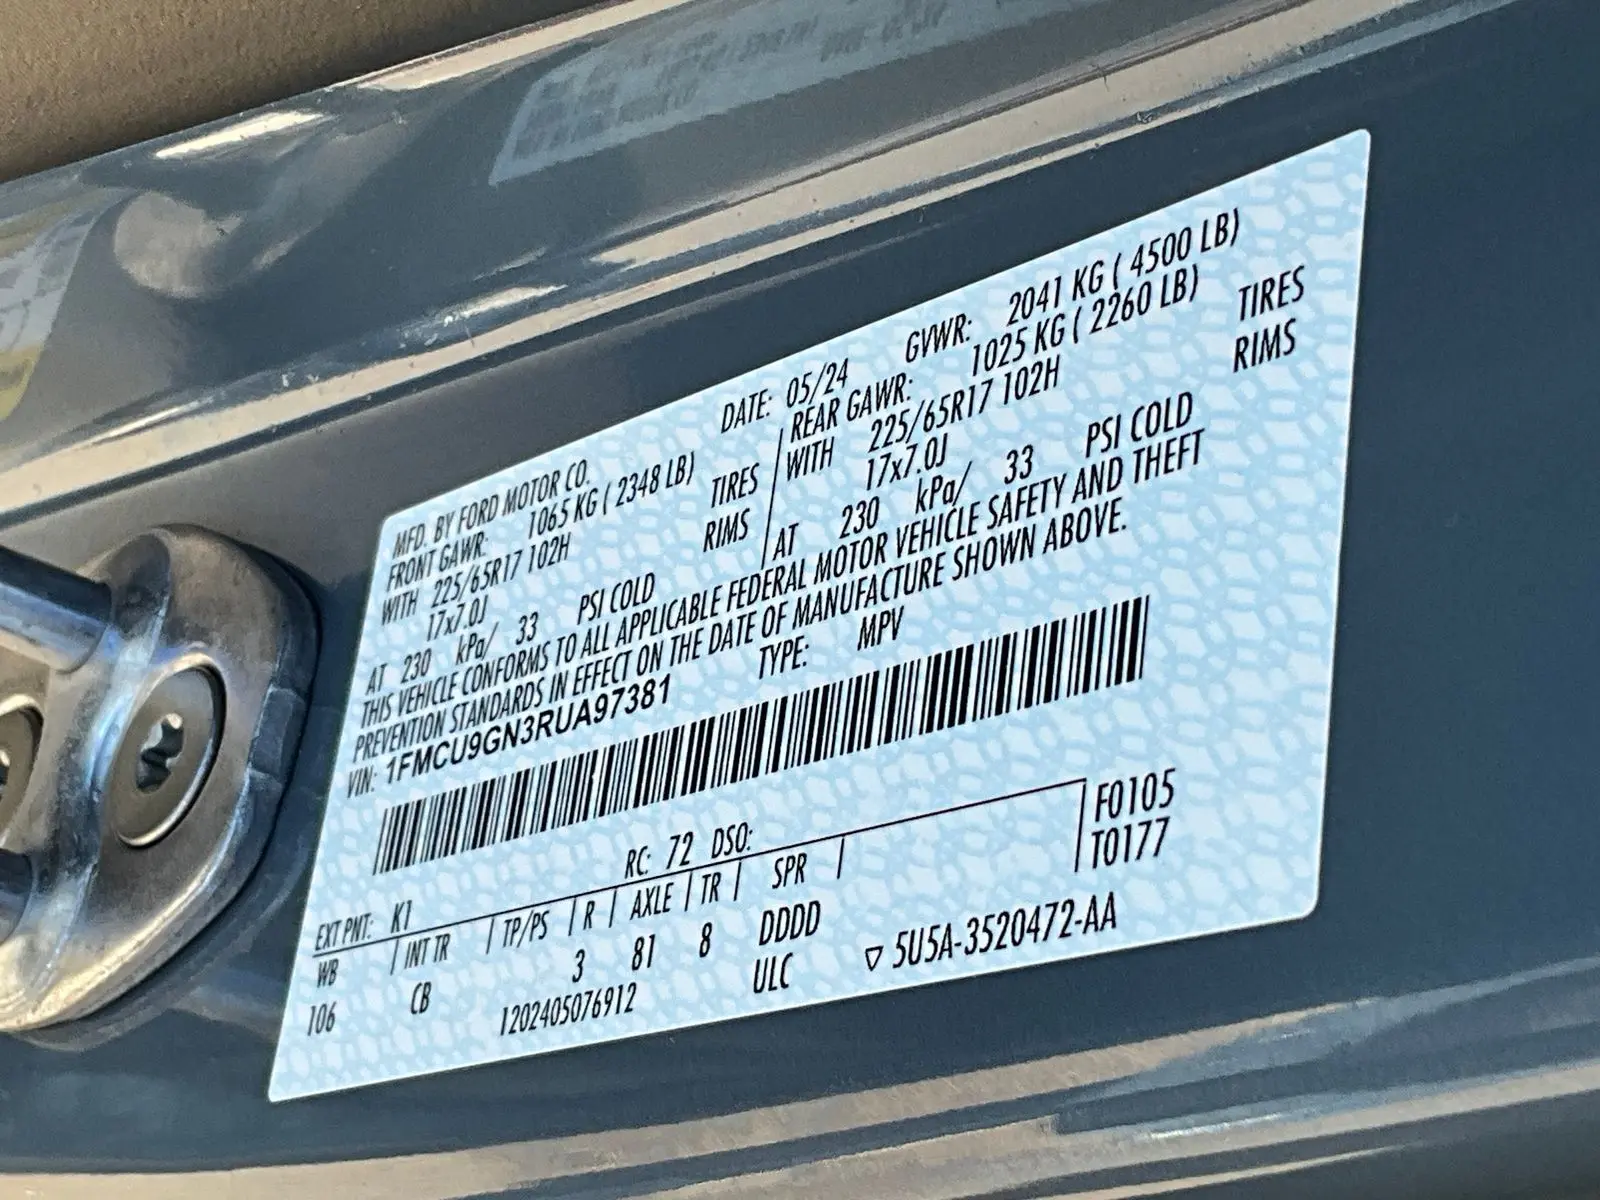 MFD. BY FORD MOTOR CO. DATE: 05/24 GVWR: 2041 KG ( 4500 LB)
FRONT GAWR: 1065 KG ( 2348 LB) REAR GAWR: 1025 KG ( 2260 LB)
WITH 225/65R17 102H TIRES WITH 225/65R17 102H TIRES
17x7.0J RIMS 17x7.0J RIMS
AT 230 kPa/ 33 PSI COLD AT 230 kPa/ 33 PSI COLD
THIS VEHICLE CONFORMS TO ALL APPLICABLE FEDERAL MOTOR VEHICLE SAFETY AND THEFT
PREVENTION STANDARDS IN EFFECT ON THE DATE OF MANUFACTURE SHOWN ABOVE.
VIN: 1FMCU9GN3RUA97381 TYPE: MPV
EXT PNT: K1 RC: 72 DSO: F0105
WB INT TR TP/PS R AXLE TR SPR T0177
106 CB 3 81 8 DDDD
1202405076912 ULC ▽ 5U5A-3520472-AA